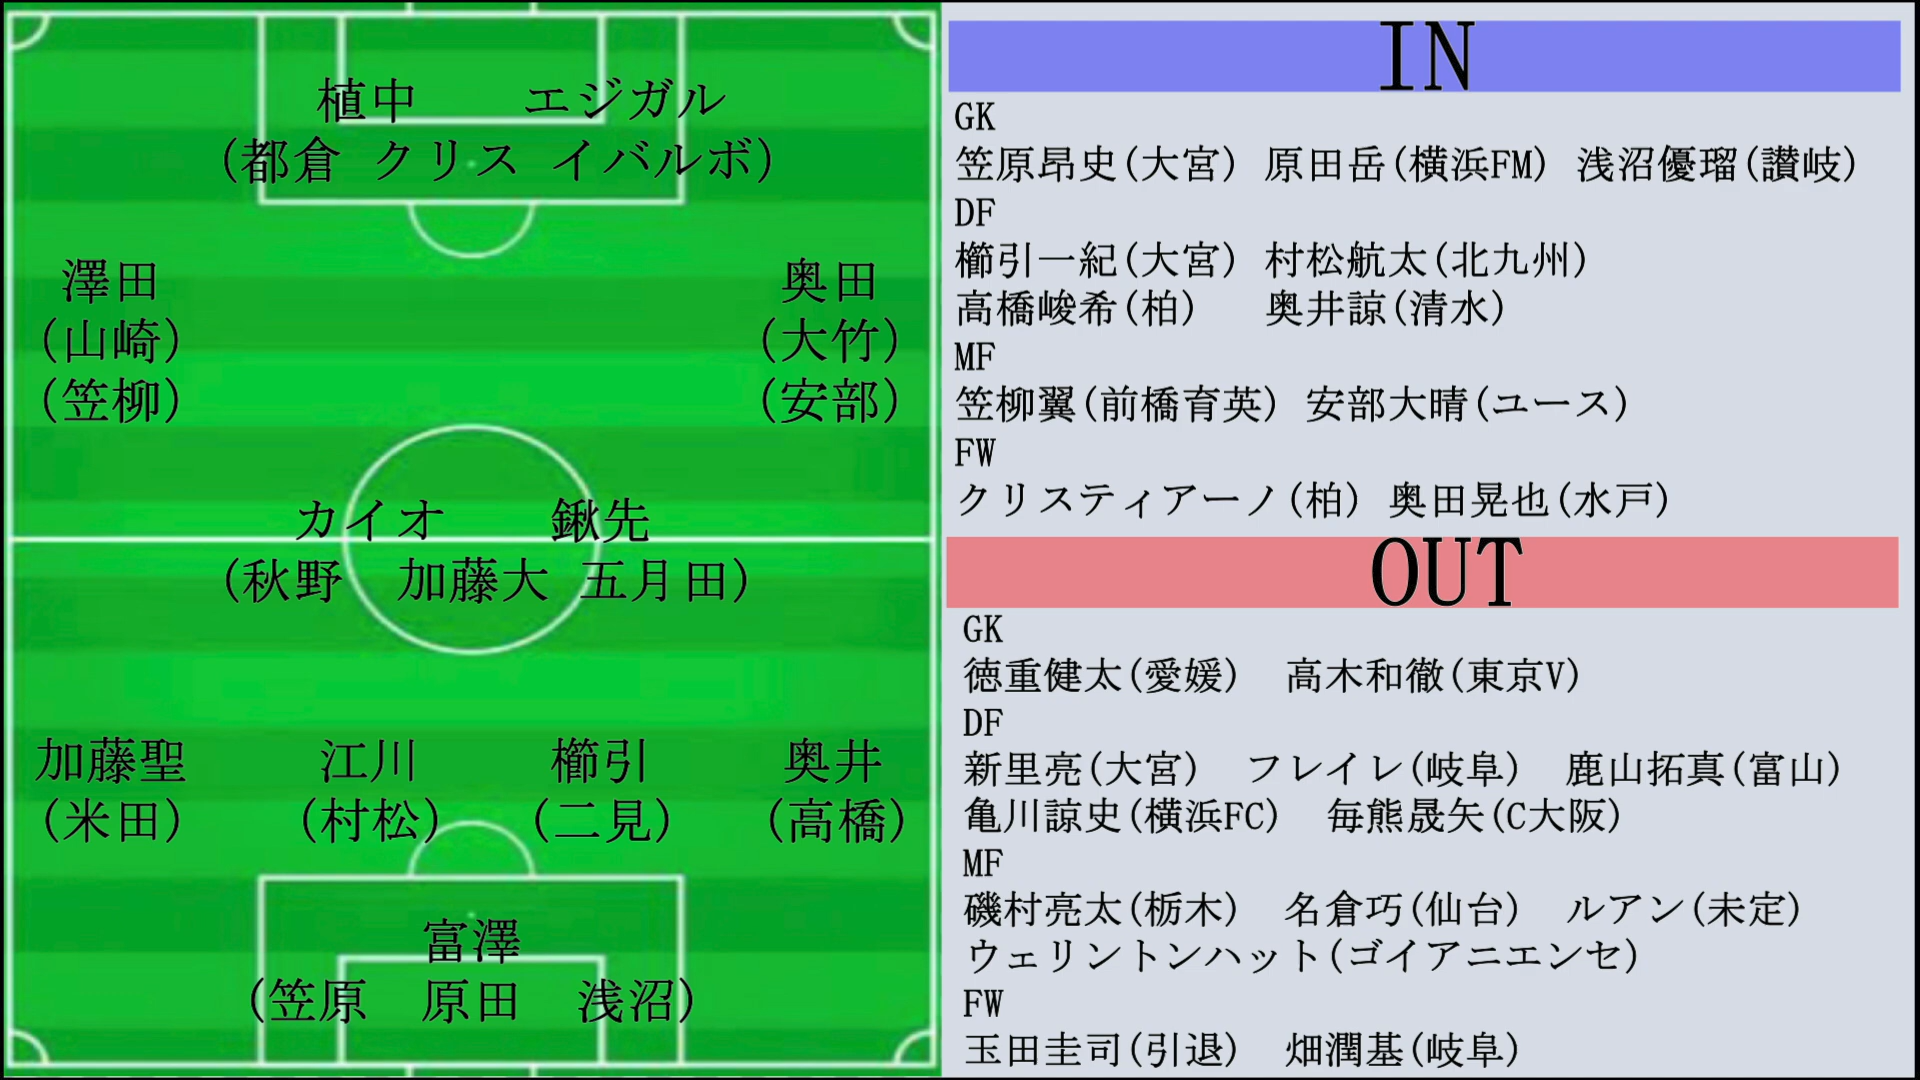 植中 エジガル
(都倉 クリス イバルボ)
澤田
(山崎)
(笠柳)
奥田
(大竹)
(安部)
カイオ 鍬先
(秋野 加藤大 五月田)
加藤聖 江川 櫛引 奥井
(米田) (村松) (二見) (高橋)
富澤
(笠原 原田 浅沼)
IN
GK
笠原昂史(大宮) 原田岳(横浜FM) 浅沼優瑠(讃岐)
DF
櫛引一紀(大宮) 村松航太(北九州)
高橋峻希(柏) 奥井諒(清水)
MF
笠柳翼(前橋育英) 安部大晴(ユース)
FW
クリスティアーノ(柏) 奥田晃也(水戸)
OUT
GK
徳重健太(愛媛) 高木和徹(東京V)
DF
新里亮(大宮) フレイレ(岐阜) 鹿山拓真(富山)
亀川諒史(横浜FC) 毎熊晟矢(C大阪)
MF
磯村亮太(栃木) 名倉巧(仙台) ルアン(未定)
ウェリントンハット(ゴイアニエンセ)
FW
玉田圭司(引退) 畑潤基(岐阜)